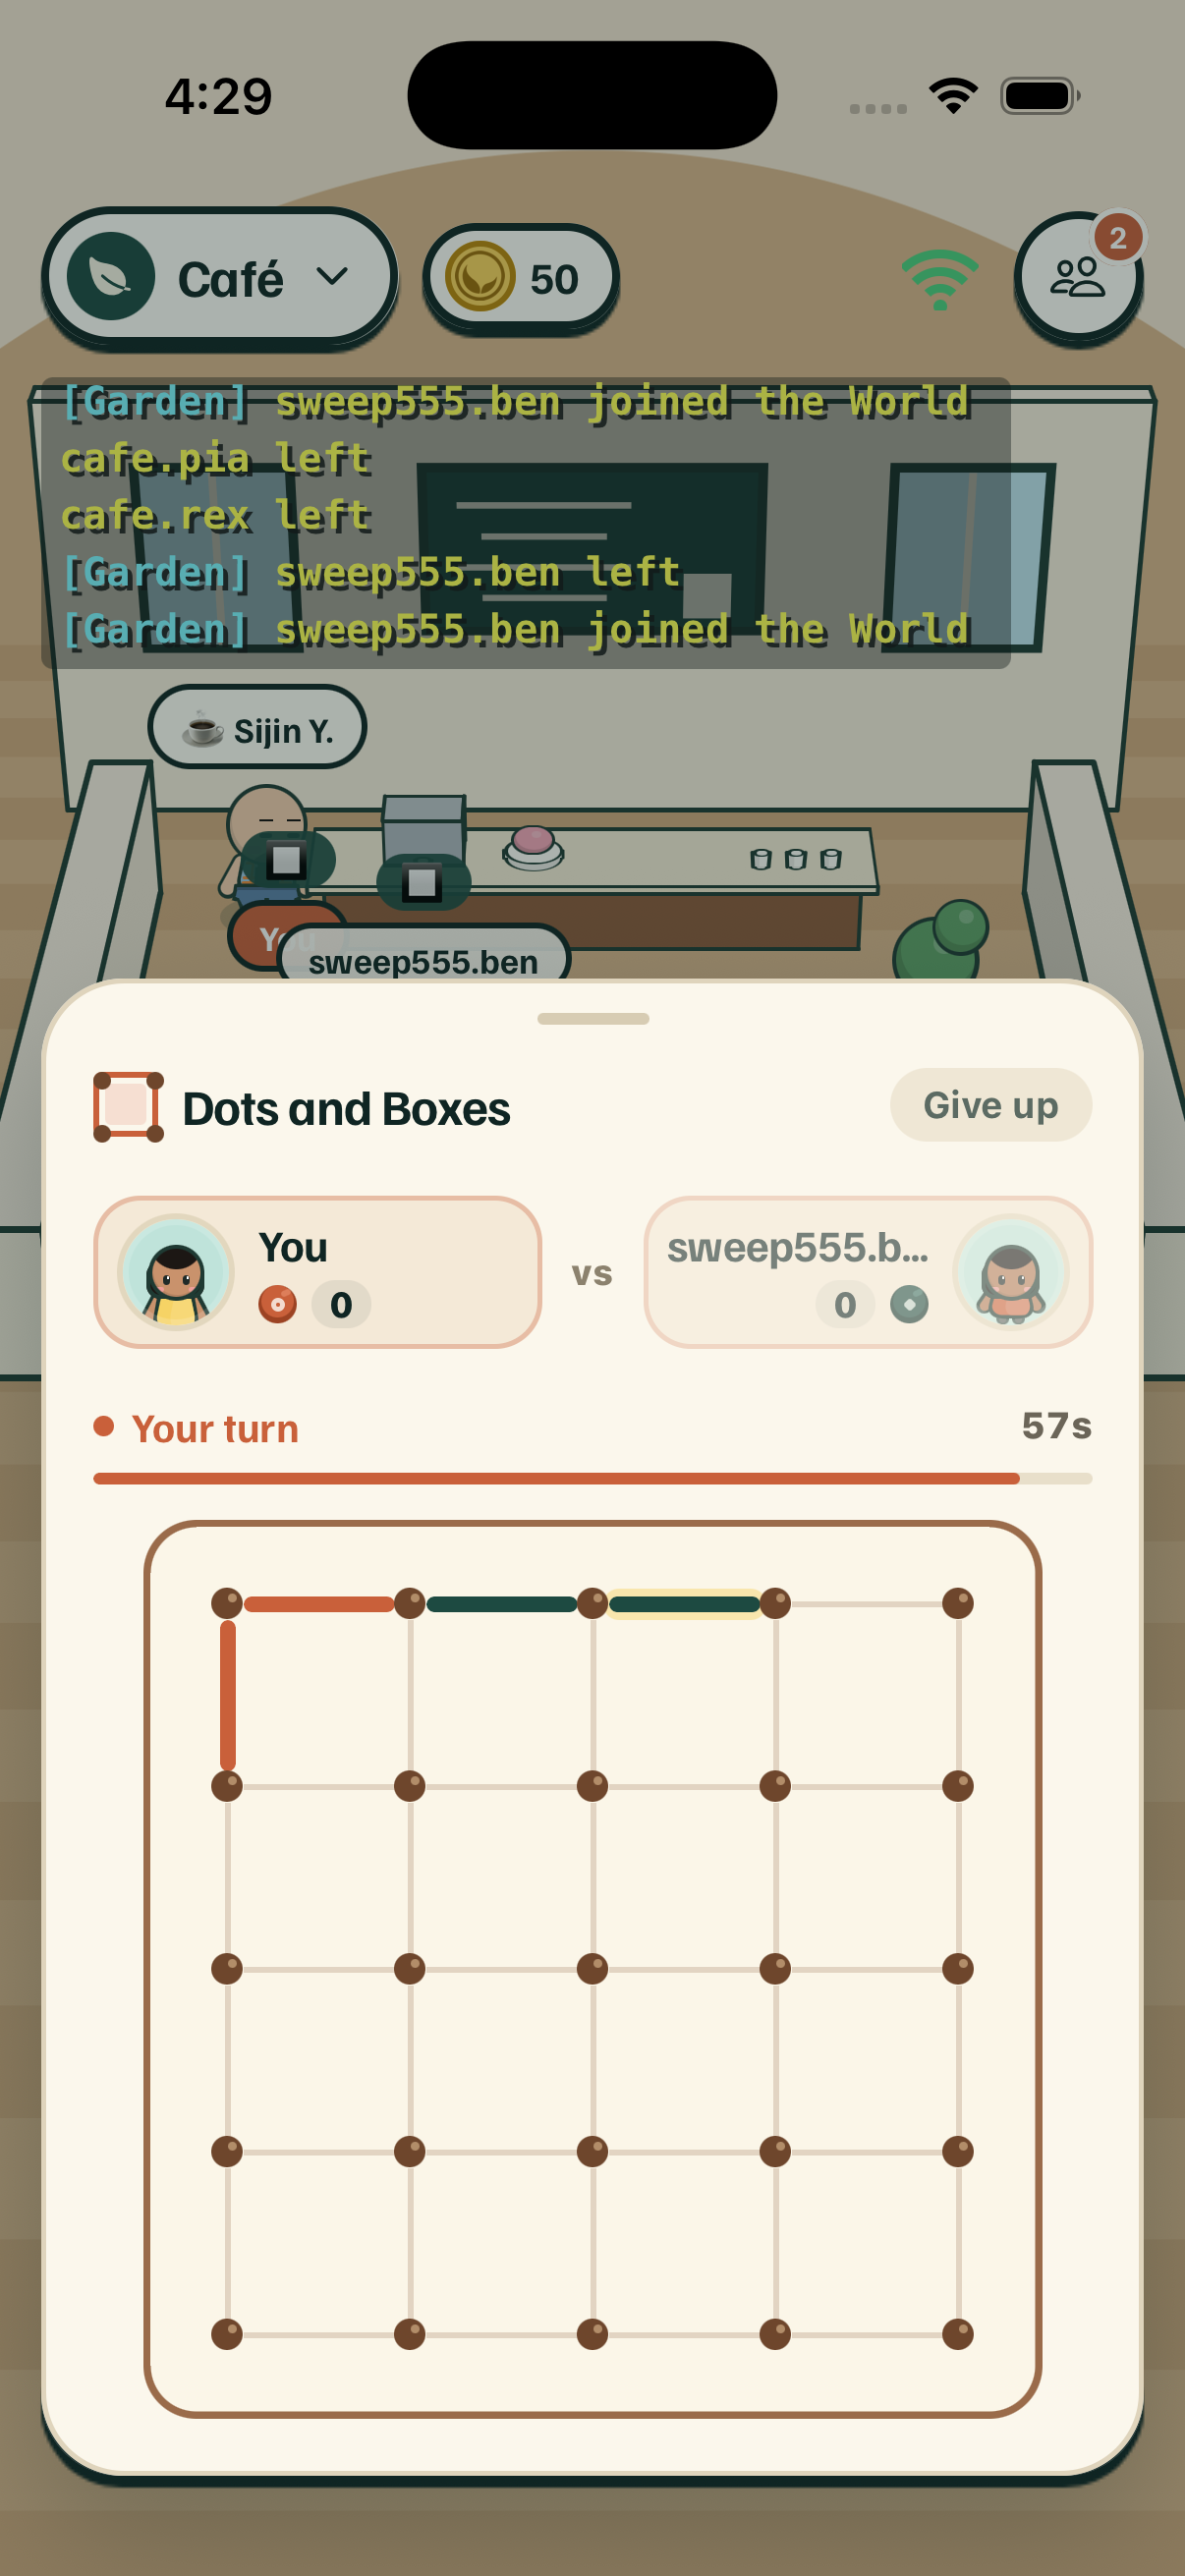 4:29
Café
50
2
[Garden] sweep555.ben joined the World
cafe.pia left
cafe.rex left
[Garden] sweep555.ben left
[Garden] sweep555.ben joined the World
Sijin Y.
You
sweep555.ben
Dots and Boxes
Give up
You
0
vs
sweep555.b...
0
Your turn
57s